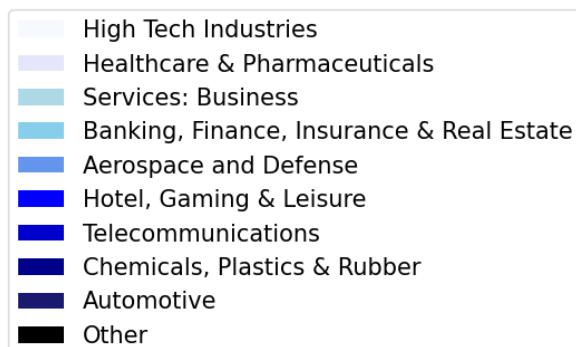 High Tech Industries
Healthcare & Pharmaceuticals
Services: Business
Banking, Finance, Insurance & Real Estate
Aerospace and Defense
Hotel, Gaming & Leisure
Telecommunications
Chemicals, Plastics & Rubber
Automotive
Other